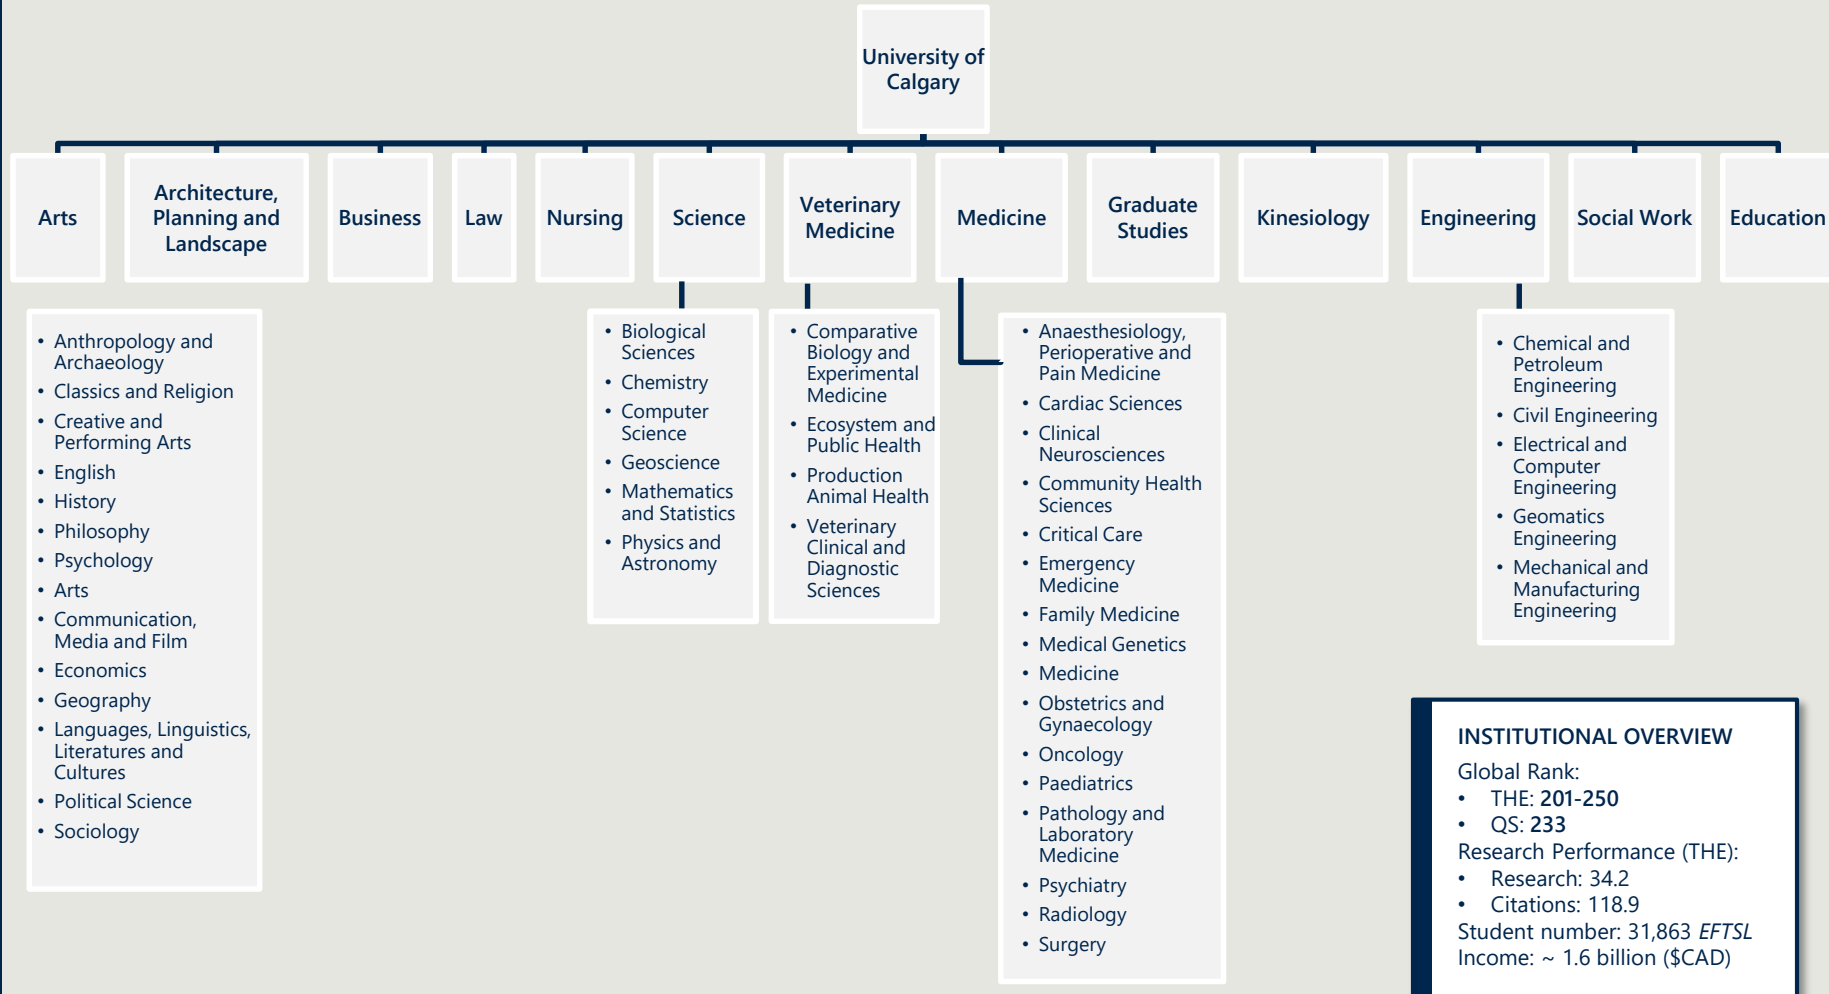 University of
Calgary
Arts
Architecture,
Planning and
Landscape
Business
Law
Nursing
Science
Veterinary
Medicine
Medicine
Graduate
Studies
Kinesiology
Engineering
Social Work
Education
• Anthropology and
Archaeology
• Classics and Religion
• Creative and
Performing Arts
• English
• History
• Philosophy
• Psychology
• Arts
• Communication,
Media and Film
• Economics
• Geography
• Languages, Linguistics,
Literatures and
Cultures
• Political Science
• Sociology
• Biological
Sciences
• Chemistry
• Computer
Science
• Geoscience
• Mathematics
and Statistics
• Physics and
Astronomy
• Comparative
Biology and
Experimental
Medicine
• Ecosystem and
Public Health
• Production
Animal Health
• Veterinary
Clinical and
Diagnostic
Sciences
• Anaesthesiology,
Perioperative and
Pain Medicine
• Cardiac Sciences
• Clinical
Neurosciences
• Community Health
Sciences
• Critical Care
• Emergency
Medicine
• Family Medicine
• Medical Genetics
• Medicine
• Obstetrics and
Gynaecology
• Oncology
• Paediatrics
• Pathology and
Laboratory
Medicine
• Psychiatry
• Radiology
• Surgery
• Chemical and
Petroleum
Engineering
• Civil Engineering
• Electrical and
Computer
Engineering
• Geomatics
Engineering
• Mechanical and
Manufacturing
Engineering
INSTITUTIONAL OVERVIEW
Global Rank:
• THE: 201-250
• QS: 233
Research Performance (THE):
• Research: 34.2
• Citations: 118.9
Student number: 31,863 EFTSL
Income: ~ 1.6 billion ($CAD)